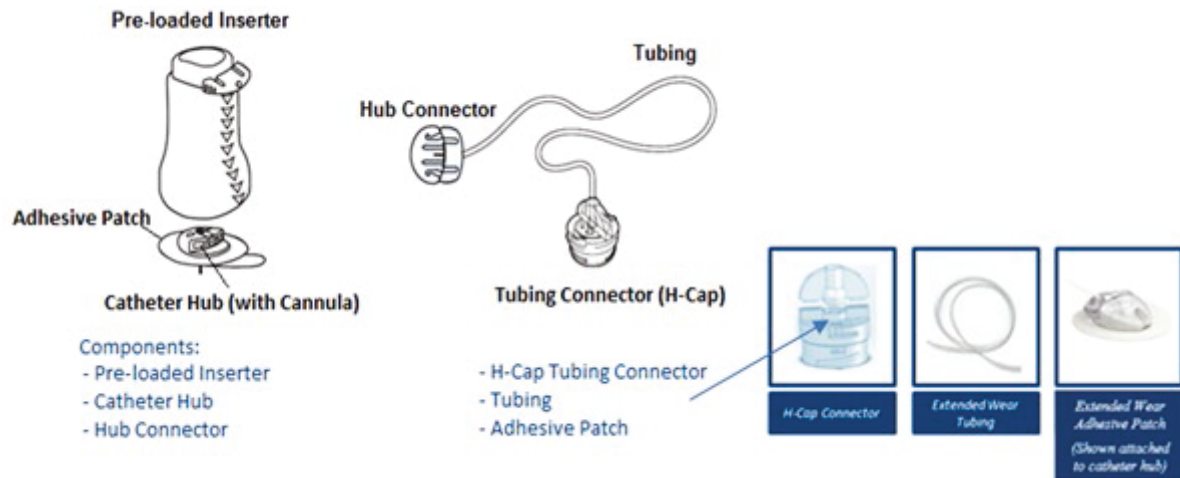 Pre-loaded Inserter
Tubing
Hub Connector
Adhesive Patch
Catheter Hub (with Cannula)
Tubing Connector (H-Cap)
Components:
- Pre-loaded Inserter
- Catheter Hub
- Hub Connector
- H-Cap Tubing Connector
- Tubing
- Adhesive Patch
H-Cap Connector
Extended Wear
Tubing
Extended Wear
Adhesive Patch
(Shown attached
to catheter hub)